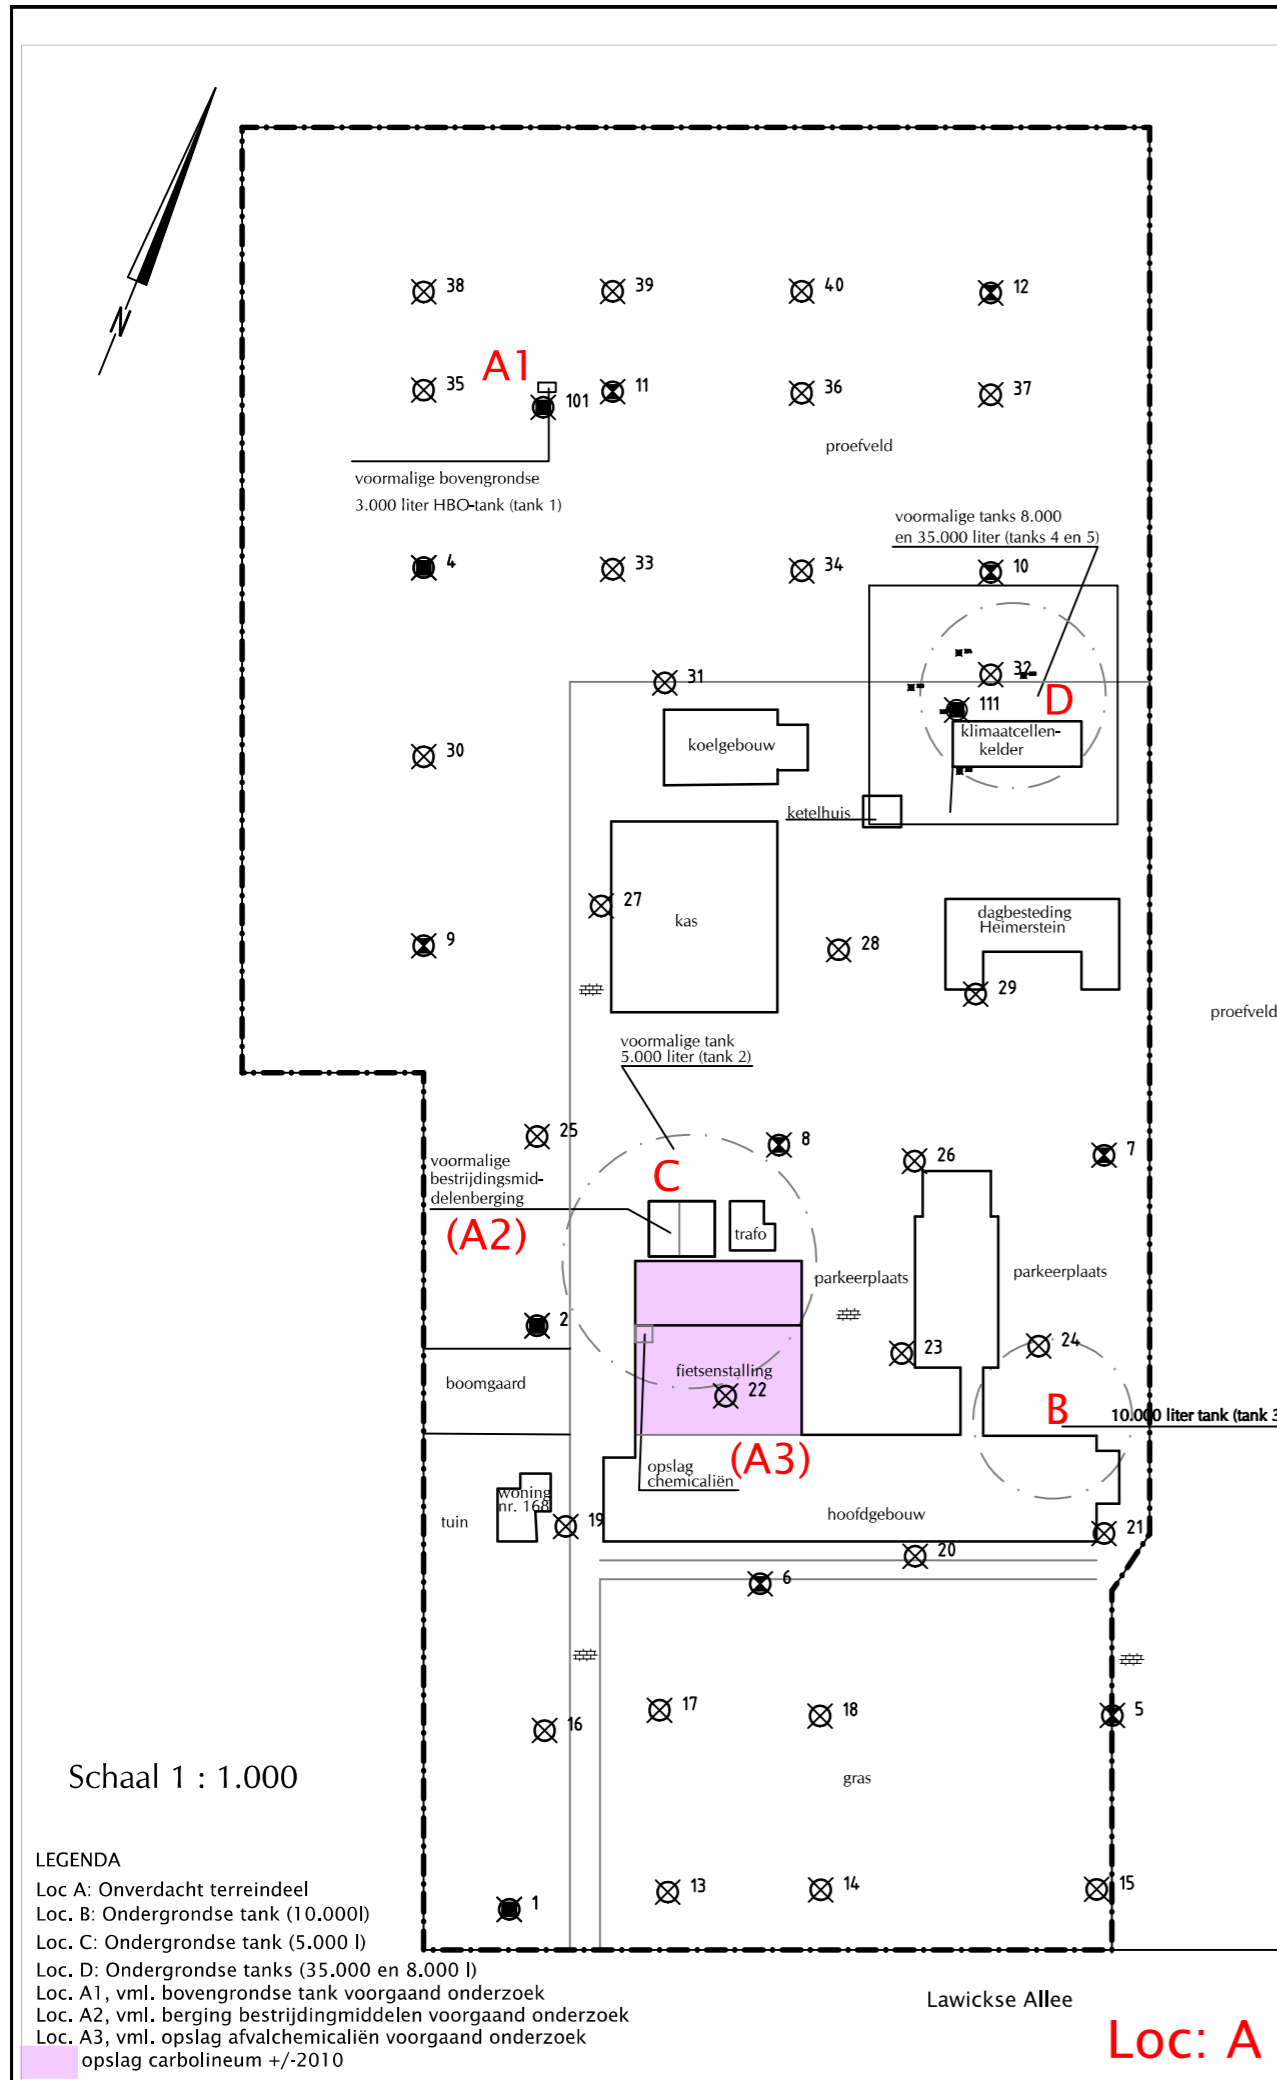 N
38
39
40
12
A1
35
101
11
36
37
proefveld
voormalige bovengrondse
3.000 liter HBO-tank (tank 1)
voormalige tanks 8.000
en 35.000 liter (tanks 4 en 5)
4
33
34
10
31
32
D
111
klimaatcellen-
kelder
koelgebouw
30
ketelhuis
27
kas
dagbesteding
Heimerstein
9
28
29
proefveld
voormalige tank
5.000 liter (tank 2)
25
8
26
7
voormalige
bestrijdingsmid-
delenberging
C
(A2)
trafo
parkeerplaats
parkeerplaats
2
23
24
fietsenstalling
22
boomgaard
B
10.000 liter tank (tank 3
(A3)
opslag
chemicaliën
woning
nr. 168
tuin
19
hoofdgebouw
21
20
6
17
18
5
16
Schaal 1 : 1.000
gras
LEGENDA
Loc A: Onverdacht terreindeel
Loc. B: Ondergrondse tank (10.000l)
Loc. C: Ondergrondse tank (5.000 l)
Loc. D: Ondergrondse tanks (35.000 en 8.000 l)
Loc. A1, vml. bovengrondse tank voorgaand onderzoek
Loc. A2, vml. berging bestrijdingmiddelen voorgaand onderzoek
Loc. A3, vml. opslag afvalchemicaliën voorgaand onderzoek
opslag carbolineum +/-2010
1
13
14
15
Lawickse Allee
Loc: A